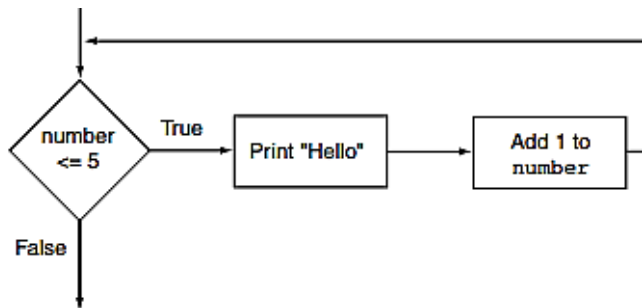 number
<= 5
True
Print "Hello"
Add 1 to
number
False